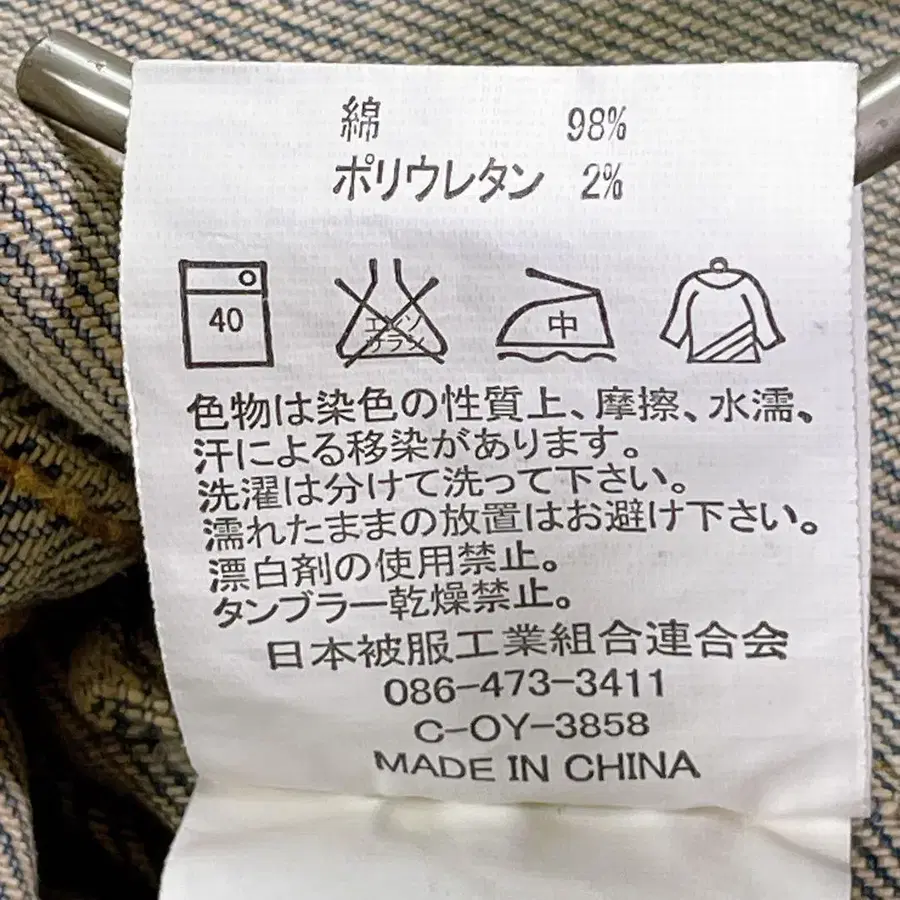 綿 98%
ポリウレタン 2%
40
エンソ
サラシ
中
色物は染色の性質上、摩擦、水濡、
汗による移染があります。
洗濯は分けて洗って下さい。
濡れたままの放置はお避け下さい。
漂白剤の使用禁止。
タンブラー乾燥禁止。
日本被服工業組合連合会
086-473-3411
C-OY-3858
MADE IN CHINA